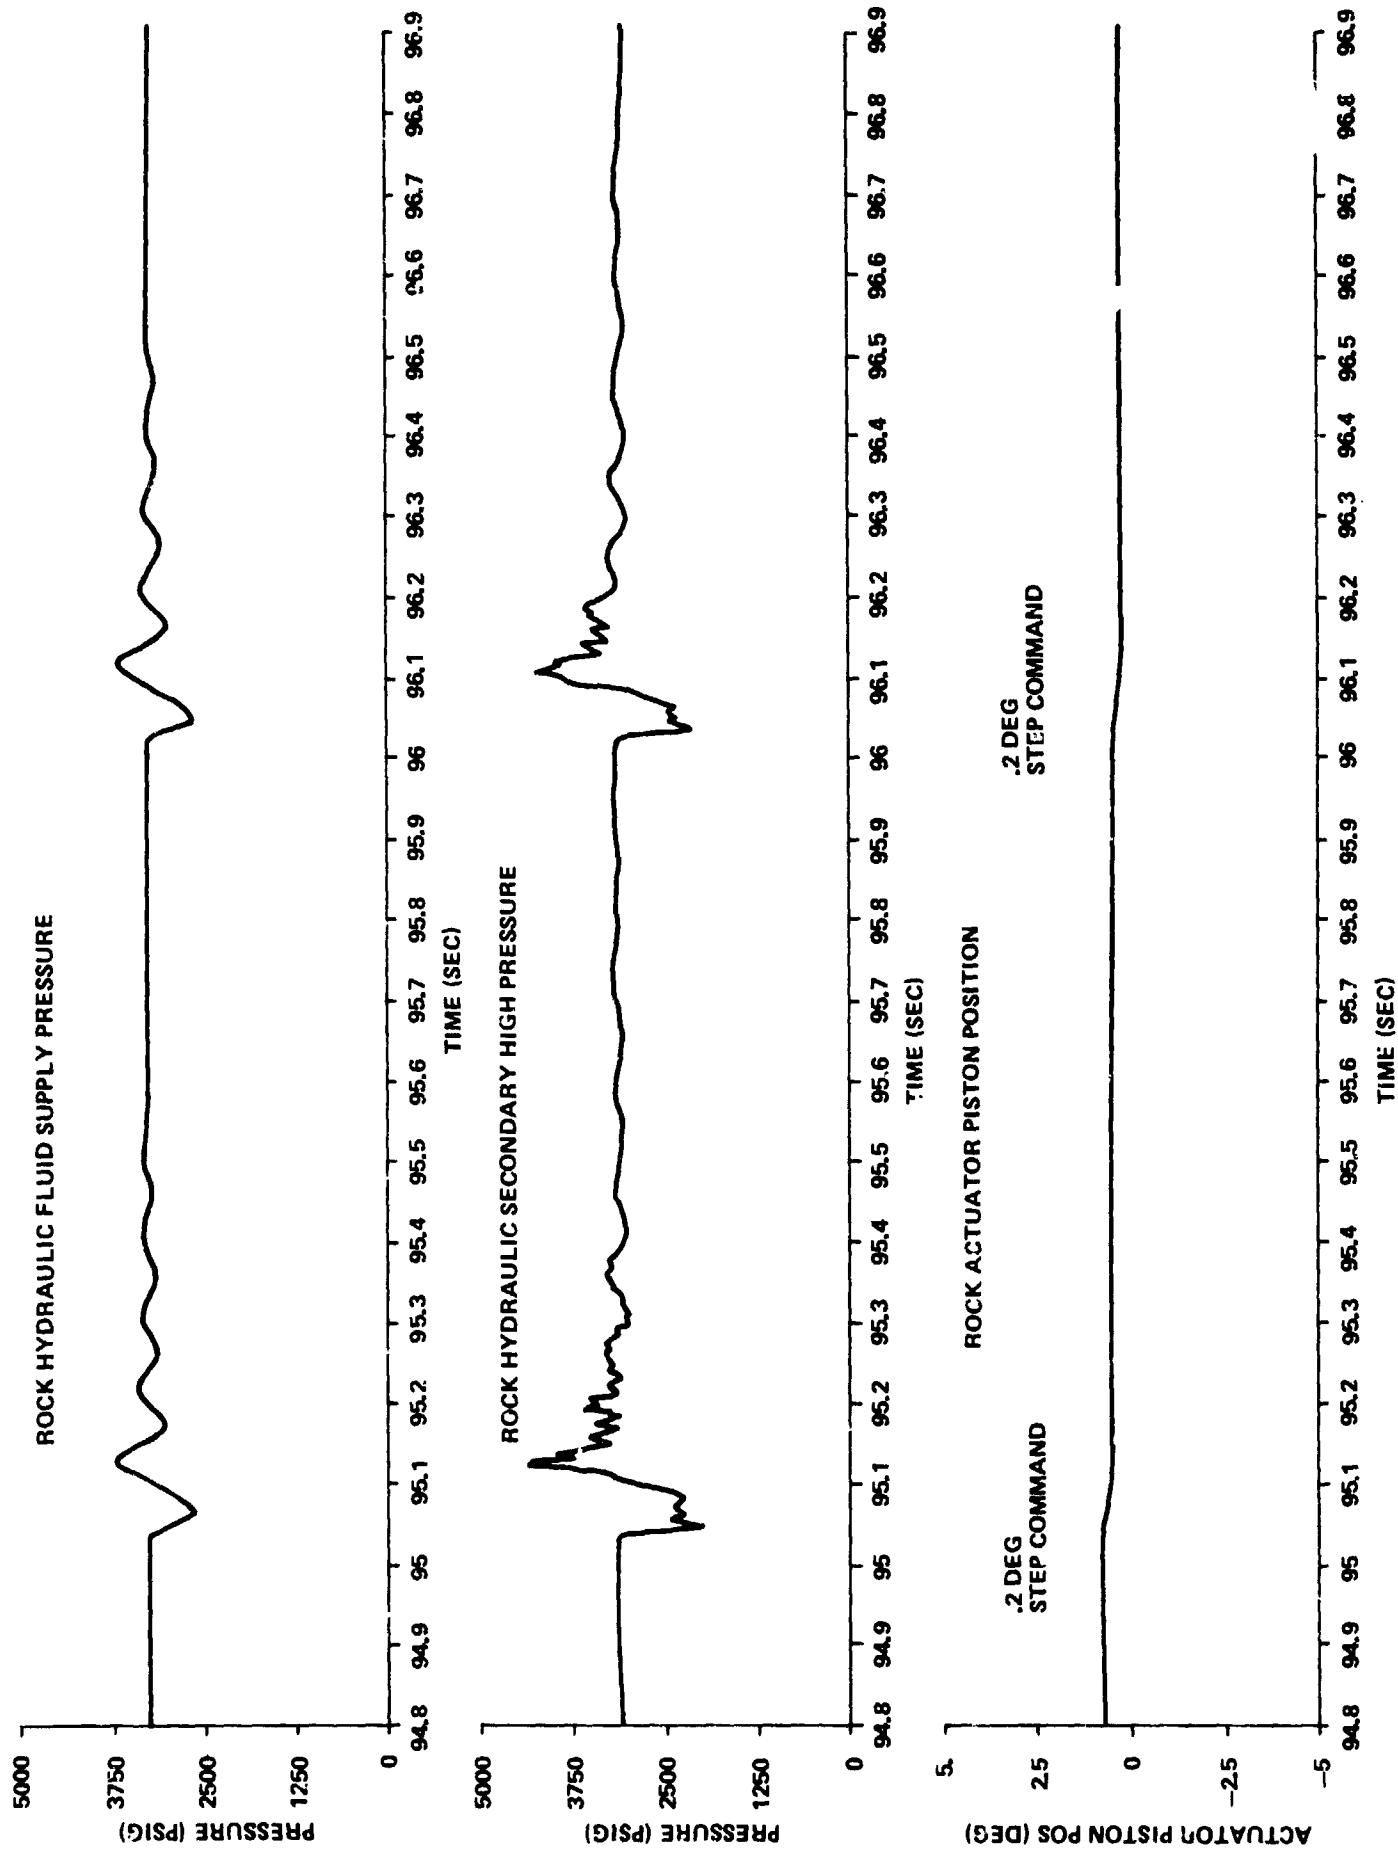 ROCK HYDRAULIC FLUID SUPPLY PRESSURE
5000
3750
2500
1250
0
PRESSURE (PSIG)
94.8 94.9 95 95.1 95.2 95.3 95.4 95.5 95.6 95.7 95.8 95.9 96 96.1 96.2 96.3 96.4 96.5 96.6 96.7 96.8 96.9
TIME (SEC)
ROCK HYDRAULIC SECONDARY HIGH PRESSURE
5000
3750
2500
1250
0
PRESSURE (PSIG)
94.8 94.9 95 95.1 95.2 95.3 95.4 95.5 95.6 95.7 95.8 95.9 96 96.1 96.2 96.3 96.4 96.5 96.6 96.7 96.8 96.9
TIME (SEC)
ROCK ACTUATOR PISTON POSITION
.2 DEG
STEP COMMAND
.2 DEG
STEP COMMAND
5.
2.5
0
-2.5
-5
ACTUATOR PISTON POS (DEG)
94.8 94.9 95 95.1 95.2 95.3 95.4 95.5 95.6 95.7 95.8 95.9 96 96.1 96.2 96.3 96.4 96.5 96.6 96.7 96.8 96.9
TIME (SEC)